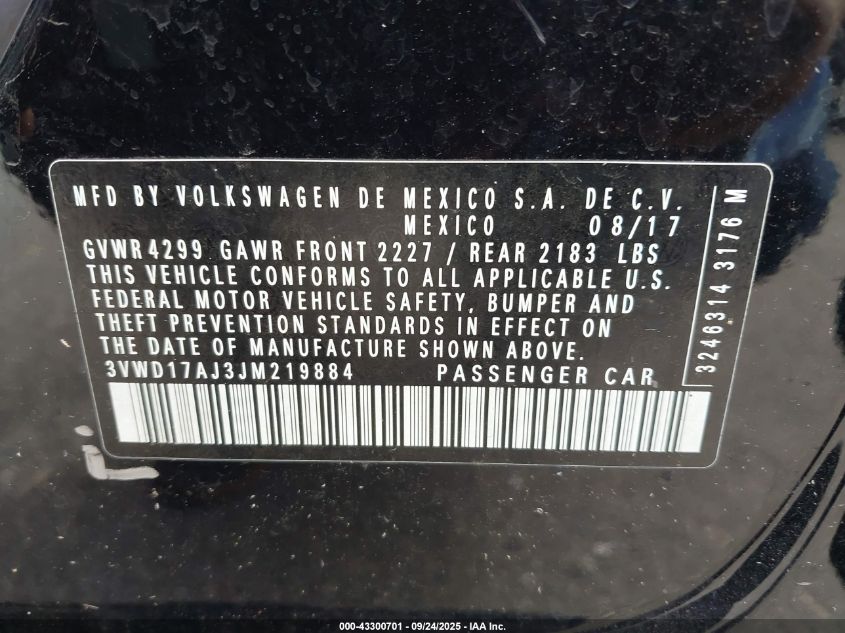 MFD BY VOLKSWAGEN DE MEXICO S.A. DE C.V.
MEXICO 08/17
GVWR 4299 GAWR FRONT 2227 / REAR 2183 LBS
THIS VEHICLE CONFORMS TO ALL APPLICABLE U.S.
FEDERAL MOTOR VEHICLE SAFETY, BUMPER AND
THEFT PREVENTION STANDARDS IN EFFECT ON
THE DATE OF MANUFACTURE SHOWN ABOVE.
3VWD17AJ3JM219884 PASSENGER CAR
3246314 3176 M
000-43300701 - 09/24/2025 - IAA Inc.